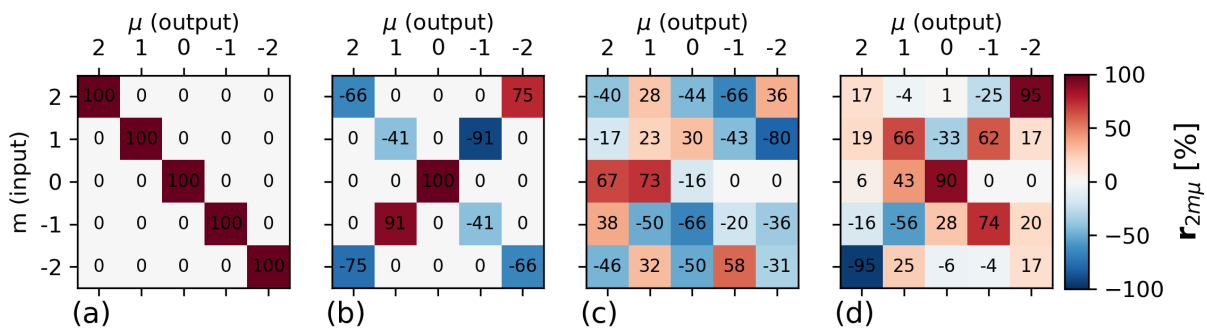 μ (output) μ (output) μ (output) μ (output)
2 1 0 -1 -2 2 1 0 -1 -2 2 1 0 -1 -2 2 1 0 -1 -2
m (input)
2 100 0 0 0 0 -66 0 0 0 75 -40 28 -44 -66 36 17 -4 1 -25 95
1 0 100 0 0 0 0 -41 0 -91 0 -17 23 30 -43 -80 19 66 -33 62 17
0 0 0 100 0 0 0 0 100 0 0 67 73 -16 0 0 6 43 90 0 0
-1 0 0 0 100 0 0 91 0 -41 0 38 -50 -66 -20 -36 -16 -56 28 74 20
-2 0 0 0 0 100 -75 0 0 0 -66 -46 32 -50 58 -31 -95 25 -6 -4 17
(a) (b) (c) (d)
100
50
0
−50
−100
r2mμ [%]